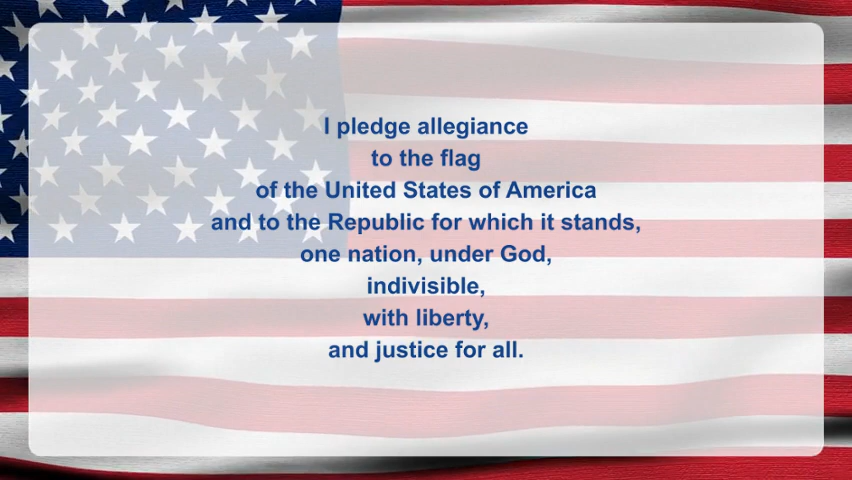 I pledge allegiance
to the flag
of the United States of America
and to the Republic for which it stands,
one nation, under God,
indivisible,
with liberty,
and justice for all.